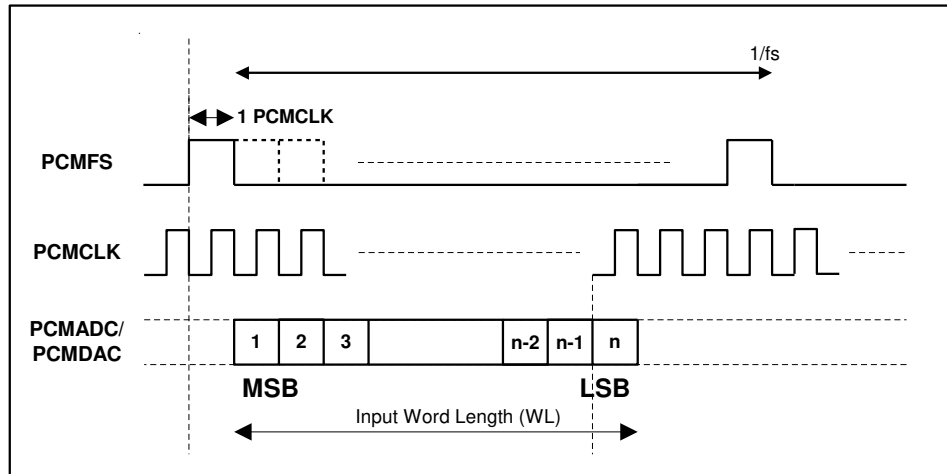 1/fs
1 PCMCLK
PCMFS
PCMCLK
PCMADC/
PCMDAC
1 2 3 n-2 n-1 n
MSB LSB
Input Word Length (WL)